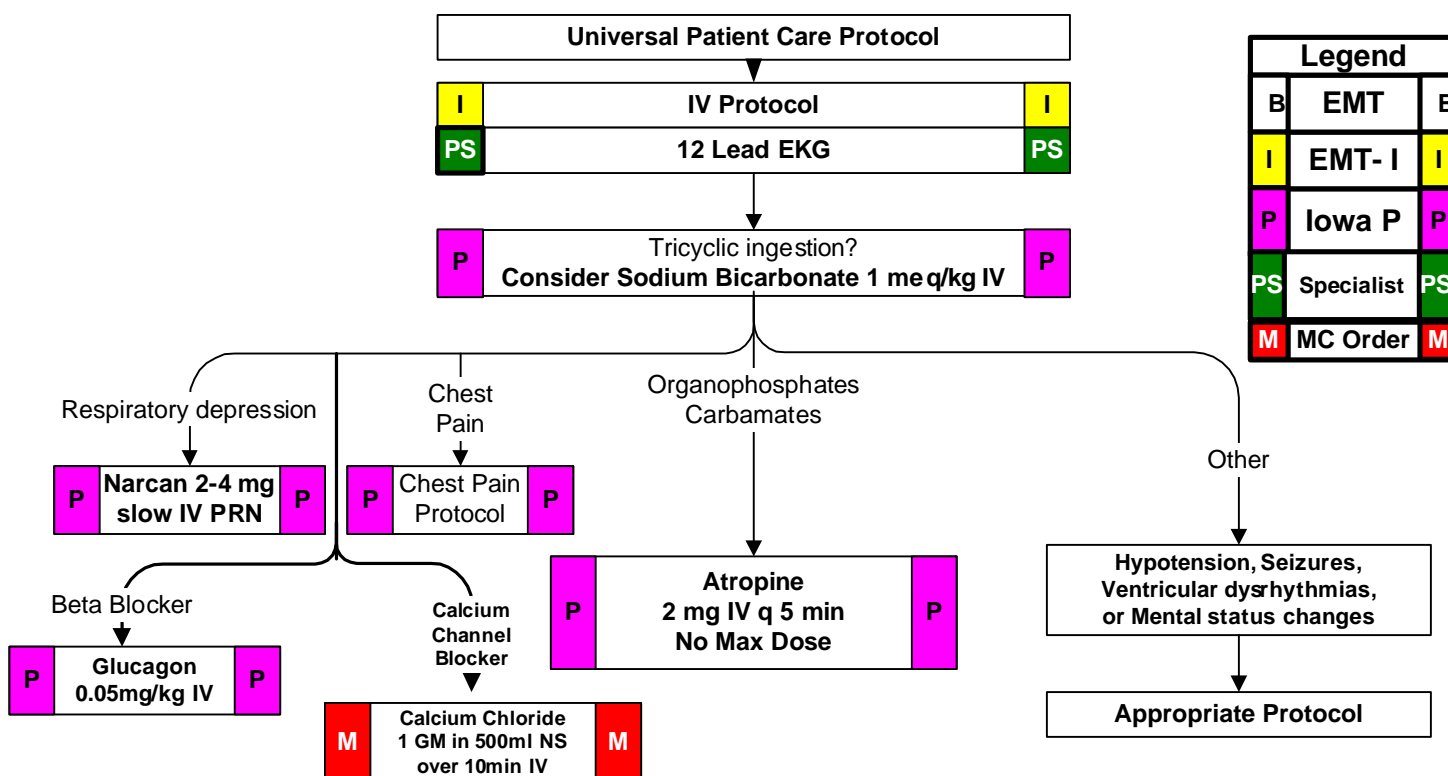 Universal Patient Care Protocol
I IV Protocol I
PS 12 Lead EKG PS
P Tricyclic ingestion? P
Consider Sodium Bicarbonate 1 meq/kg IV
Legend
B EMT B
I EMT- I I
P Iowa P P
PS Specialist PS
M MC Order M
Respiratory depression
P Narcan 2-4 mg P
slow IV PRN
Chest
Pain
P Chest Pain P
Protocol
Organophosphates
Carbamates
P Atropine P
2 mg IV q 5 min
No Max Dose
Other
Hypotension, Seizures,
Ventricular dysrhythmias,
or Mental status changes
Appropriate Protocol
Beta Blocker
P Glucagon P
0.05mg/kg IV
Calcium
Channel
Blocker
M Calcium Chloride M
1 GM in 500ml NS
over 10min IV